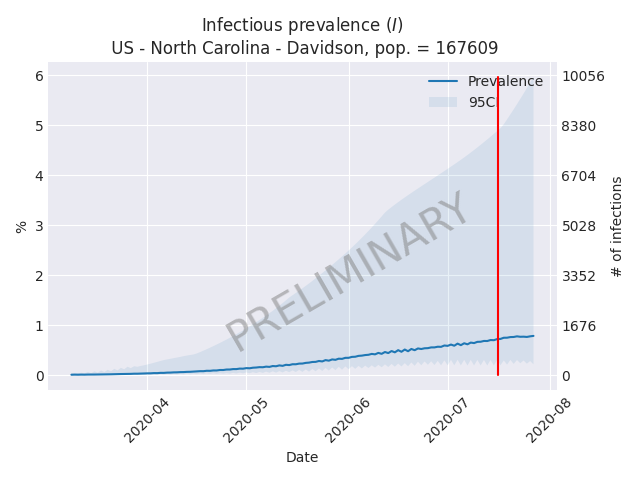 Infectious prevalence (I)
US - North Carolina - Davidson, pop. = 167609
Prevalence
95CI
PRELIMINARY
%
6
5
4
3
2
1
0
10056
8380
6704
5028
3352
1676
0
# of infections
2020-04
2020-05
2020-06
2020-07
2020-08
Date